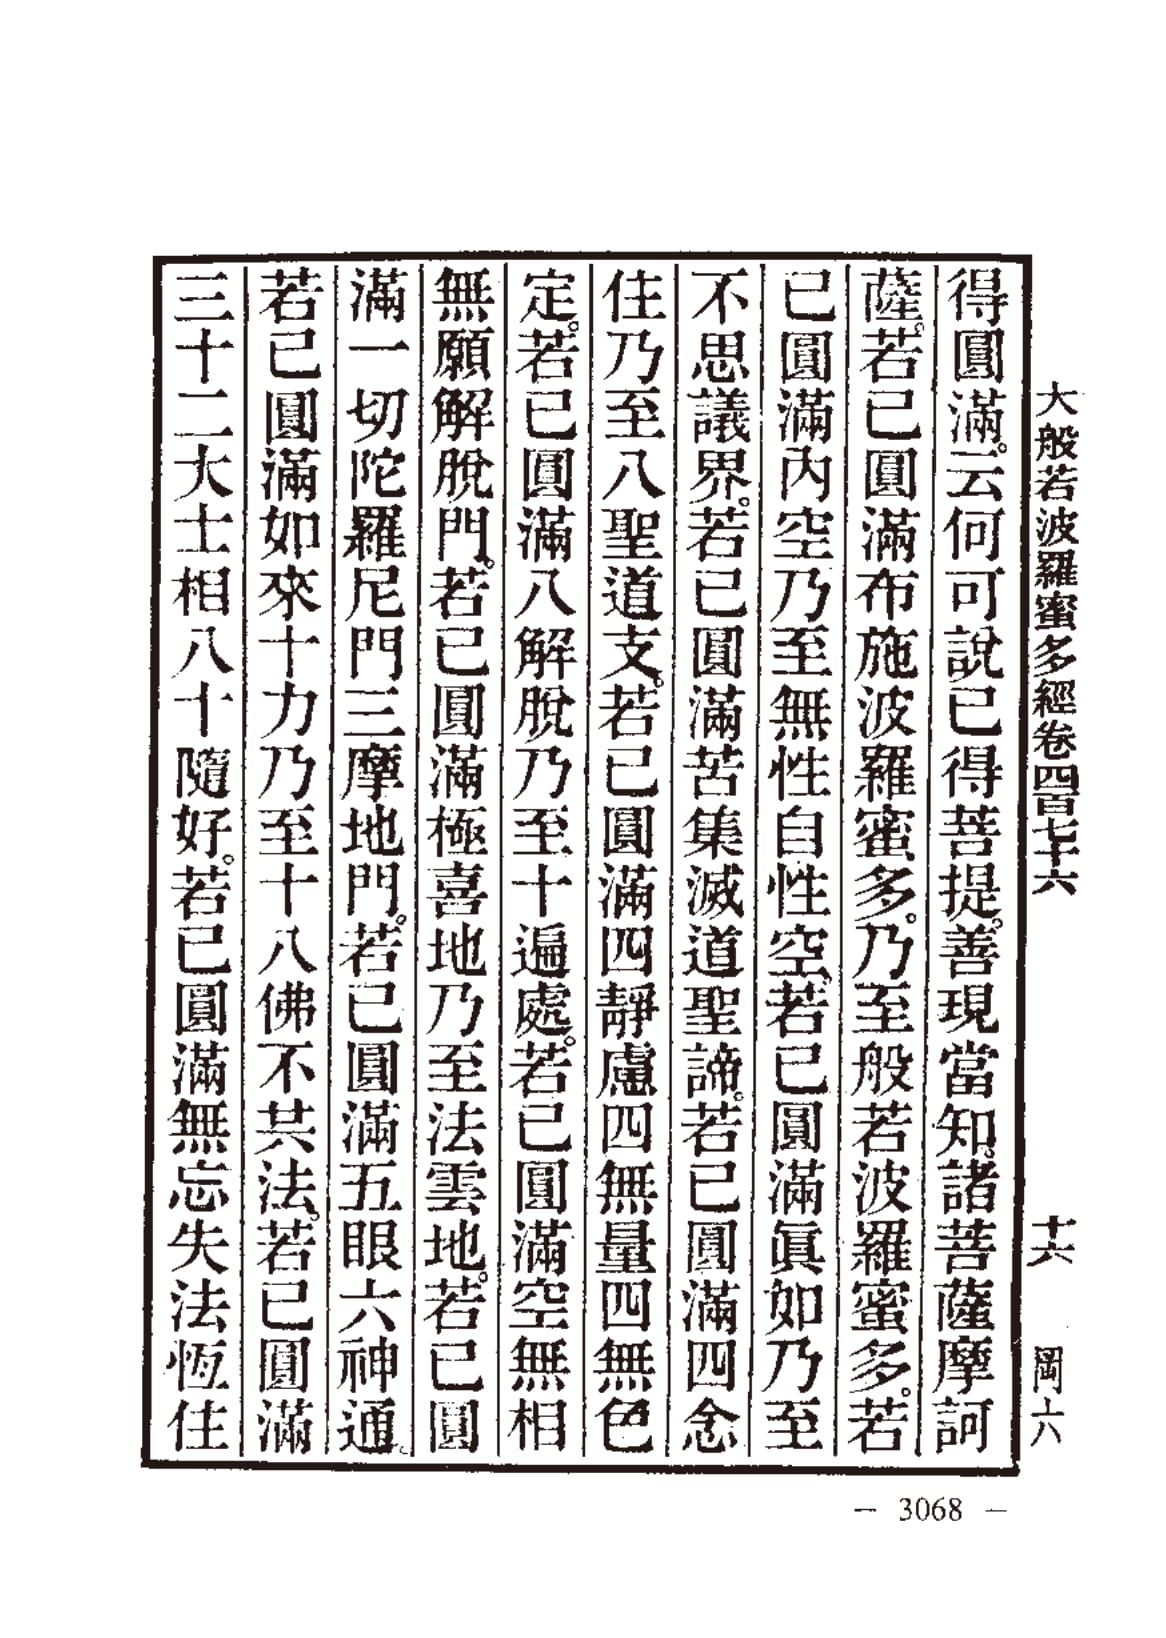 大般若波羅蜜多經卷四百七十六　十六　岡六
得圓滿。云何可說已得菩提。善現當知。諸菩薩摩訶
薩。若已圓滿布施波羅蜜多。乃至般若波羅蜜多。若
已圓滿內空乃至無性自性空。若已圓滿眞如乃至
不思議界。若已圓滿苦集滅道聖諦。若已圓滿四念
住乃至八聖道支。若已圓滿四靜慮四無量四無色
定。若已圓滿八解脫乃至十遍處。若已圓滿空無相
無願解脫門。若已圓滿極喜地乃至法雲地。若已圓
滿一切陀羅尼門三摩地門。若已圓滿五眼六神通。
若已圓滿如來十力乃至十八佛不共法。若已圓滿
三十二大士相八十隨好。若已圓滿無忘失法恆住
— 3068 —